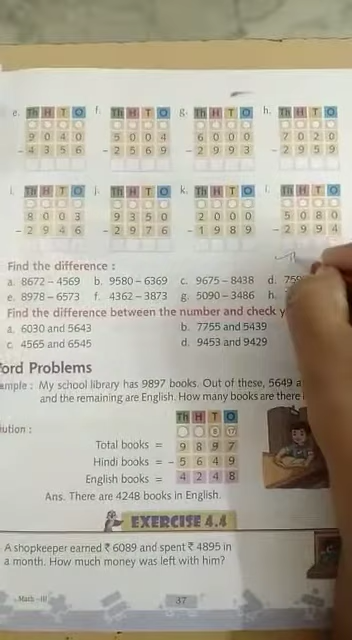 e. Th H T O f. Th H T O g. Th H T O h. Th H T O
9 0 4 0 5 0 0 4 6 0 0 0 7 0 2 0
- 4 3 5 6 - 2 5 6 9 - 2 9 9 3 - 2 9 5 9
i. Th H T O j. Th H T O k. Th H T O l. Th H T O
8 0 0 3 9 3 5 0 2 0 0 0 5 0 8 0
- 2 9 4 6 - 2 9 7 6 - 1 9 8 9 - 2 9 9 4
Find the difference :
a. 8672 – 4569 b. 9580 – 6369 c. 9675 – 8438 d.
e. 8978 – 6573 f. 4362 – 3873 g. 5090 – 3486 h.
Find the difference between the number and check
a. 6030 and 5643 b. 7755 and 5439
c. 4565 and 6545 d. 9453 and 9429
ord Problems
ample : My school library has 9897 books. Out of these, 5649 a
and the remaining are English. How many books are there
Th H T O
ution : 8 17
Total books = 9 8 9 7
Hindi books = - 5 6 4 9
English books = 4 2 4 8
Ans. There are 4248 books in English.
EXERCISE 4.4
A shopkeeper earned ₹ 6089 and spent ₹ 4895 in
a month. How much money was left with him?
Math - III 37